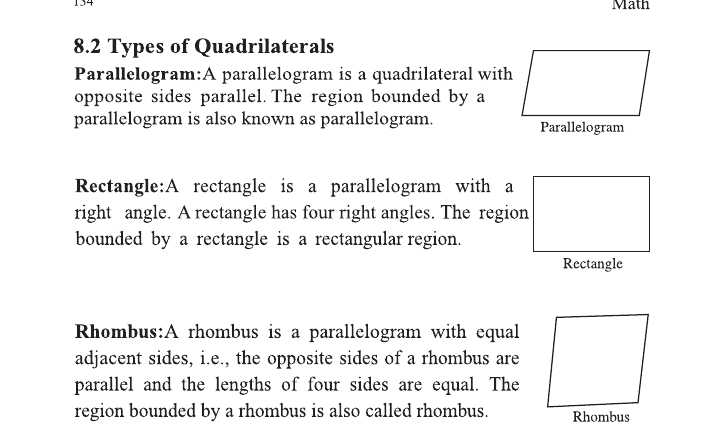 134 Math
8.2 Types of Quadrilaterals
Parallelogram:A parallelogram is a quadrilateral with
opposite sides parallel. The region bounded by a
parallelogram is also known as parallelogram.
Parallelogram
Rectangle:A rectangle is a parallelogram with a
right angle. A rectangle has four right angles. The region
bounded by a rectangle is a rectangular region.
Rectangle
Rhombus:A rhombus is a parallelogram with equal
adjacent sides, i.e., the opposite sides of a rhombus are
parallel and the lengths of four sides are equal. The
region bounded by a rhombus is also called rhombus.
Rhombus